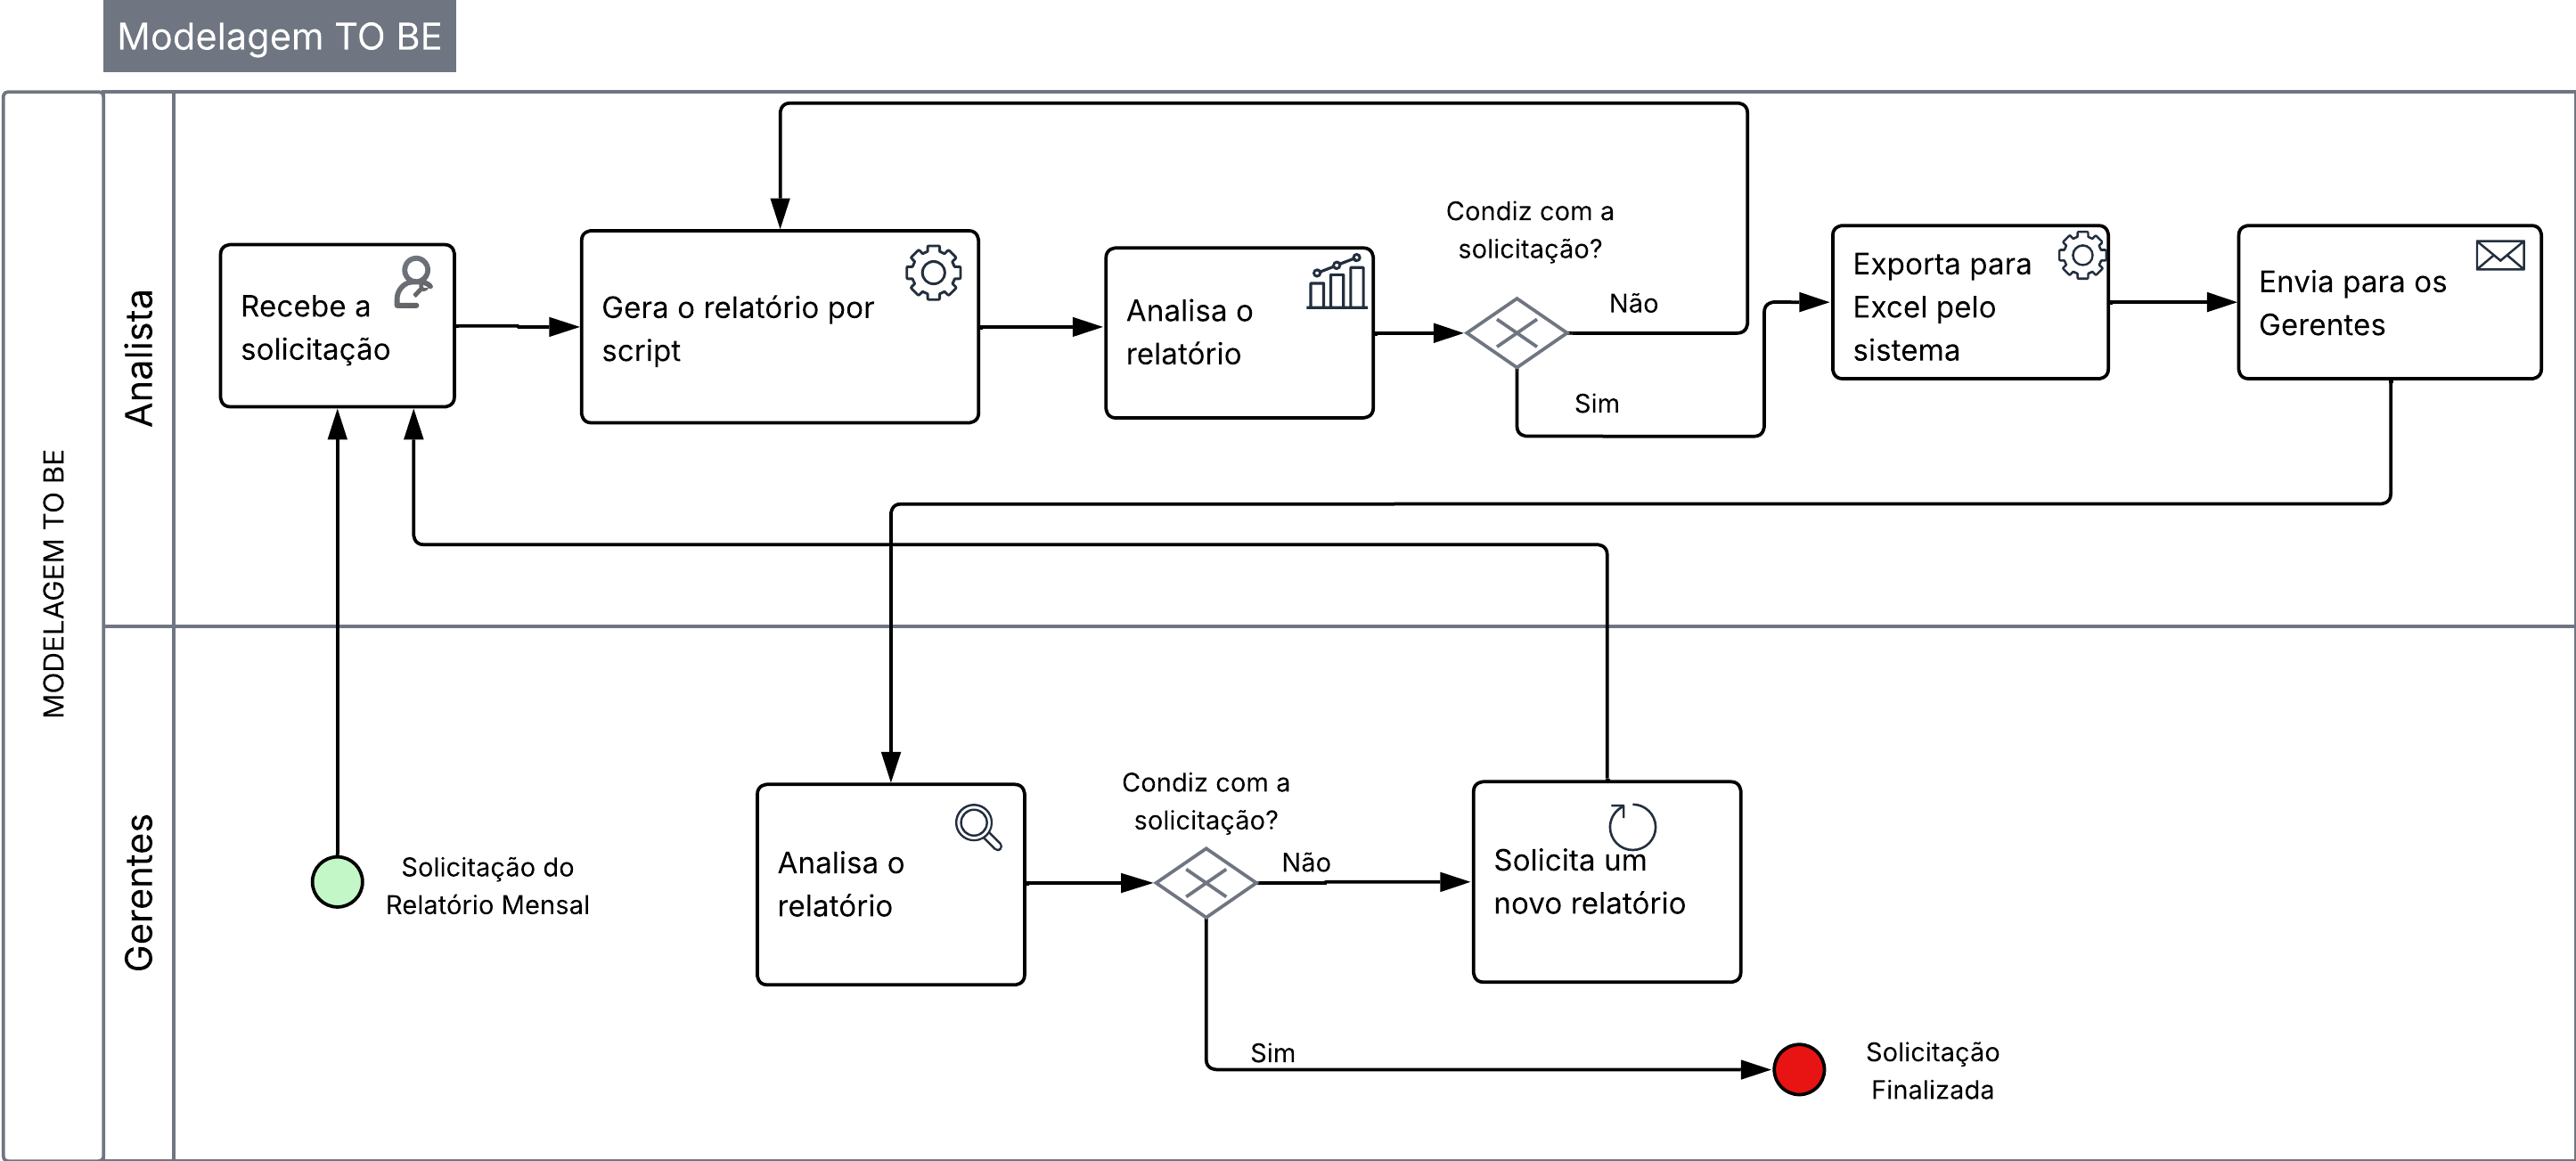 Modelagem TO BE
MODELAGEM TO BE
Analista
Recebe a
solicitação
Gera o relatório por
script
Analisa o
relatório
Condiz com a
solicitação?
Não
Sim
Exporta para
Excel pelo
sistema
Envia para os
Gerentes
Gerentes
Solicitação do
Relatório Mensal
Analisa o
relatório
Condiz com a
solicitação?
Não
Sim
Solicita um
novo relatório
Solicitação
Finalizada